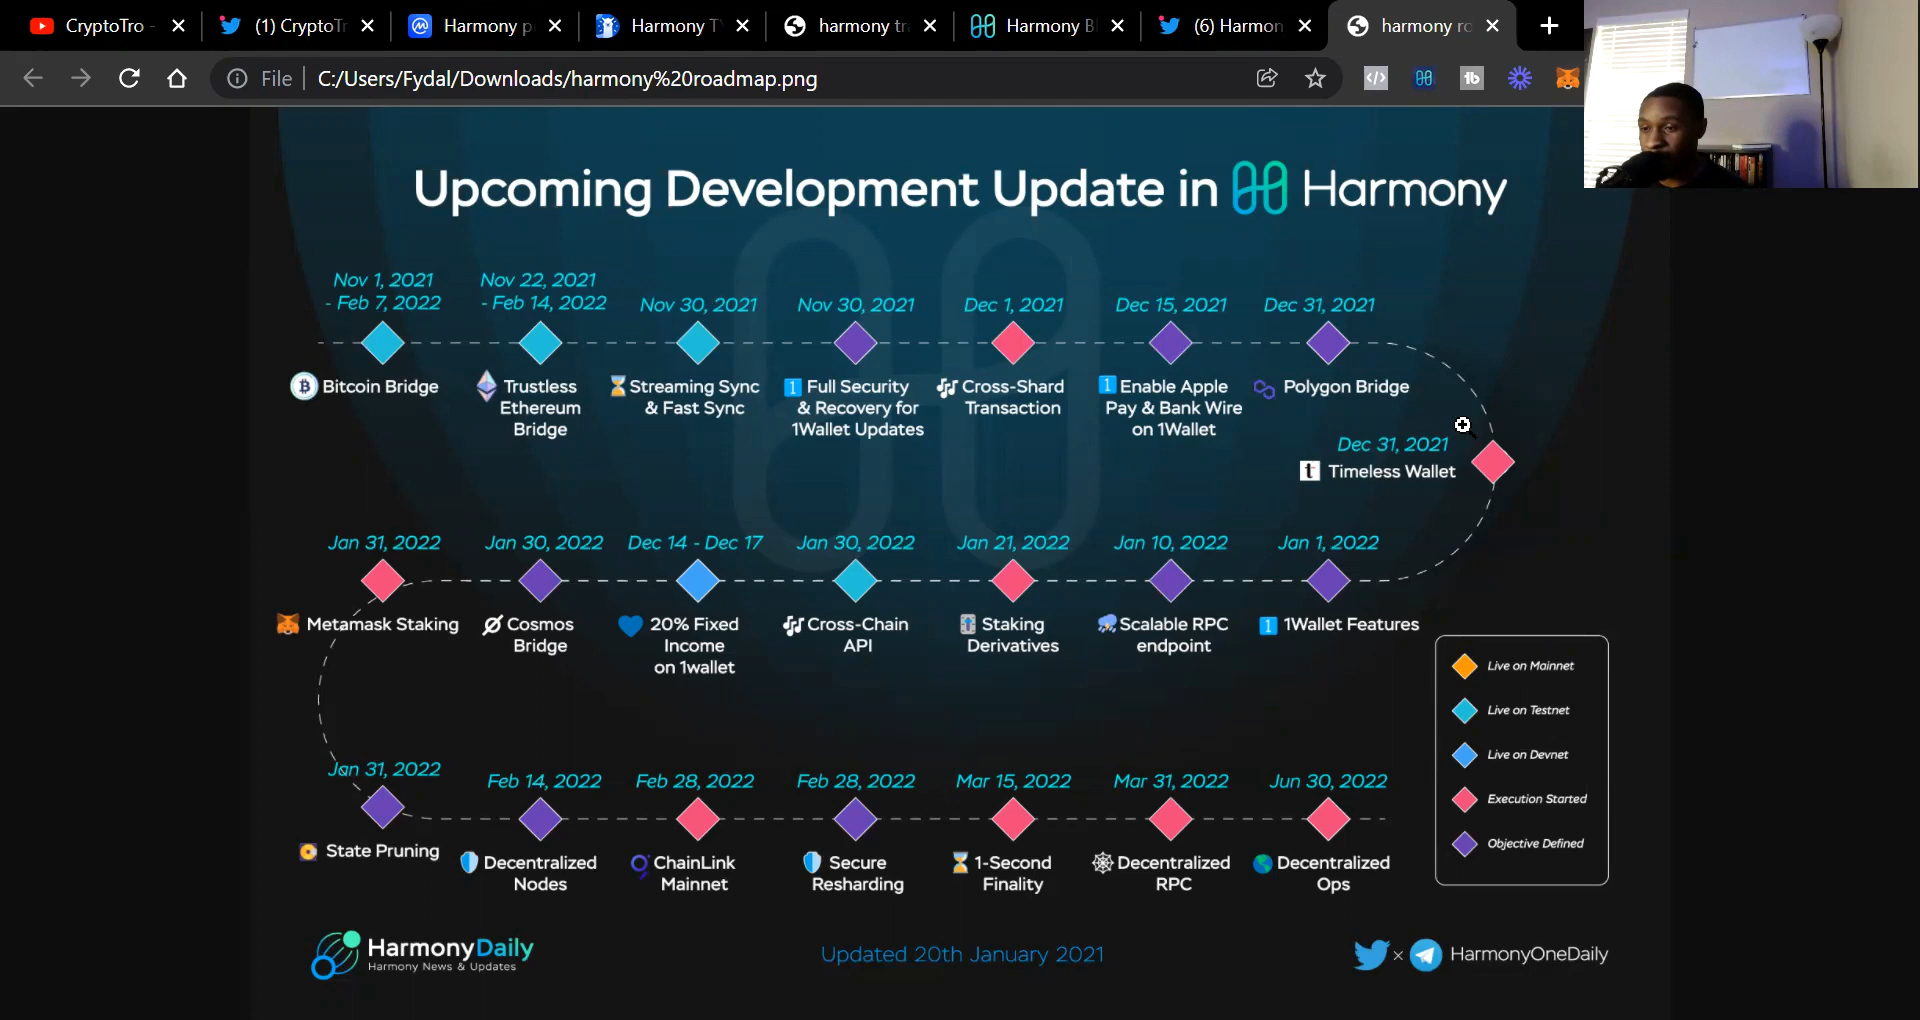 CryptoTro -
(1) CryptoTr
Harmony p
Harmony T
harmony tra
Harmony Bl
(6) Harmon
harmony ro
File
C:/Users/Fydal/Downloads/harmony%20roadmap.png
Upcoming Development Update in Harmony
Nov 1, 2021
- Feb 7, 2022
Bitcoin Bridge
Nov 22, 2021
- Feb 14, 2022
Trustless
Ethereum
Bridge
Nov 30, 2021
Streaming Sync
& Fast Sync
Nov 30, 2021
1 Full Security
& Recovery for
1Wallet Updates
Dec 1, 2021
Cross-Shard
Transaction
Dec 15, 2021
1 Enable Apple
Pay & Bank Wire
on 1Wallet
Dec 31, 2021
Polygon Bridge
Dec 31, 2021
t Timeless Wallet
Jan 31, 2022
Metamask Staking
Jan 30, 2022
Cosmos
Bridge
Dec 14 - Dec 17
20% Fixed
Income
on 1wallet
Jan 30, 2022
Cross-Chain
API
Jan 21, 2022
Staking
Derivatives
Jan 10, 2022
Scalable RPC
endpoint
Jan 1, 2022
1 1Wallet Features
Live on Mainnet
Live on Testnet
Live on Devnet
Execution Started
Objective Defined
Jan 31, 2022
State Pruning
Feb 14, 2022
Decentralized
Nodes
Feb 28, 2022
ChainLink
Mainnet
Feb 28, 2022
Secure
Resharding
Mar 15, 2022
1-Second
Finality
Mar 31, 2022
Decentralized
RPC
Jun 30, 2022
Decentralized
Ops
HarmonyDaily
Harmony News & Updates
Updated 20th January 2021
x HarmonyOneDaily